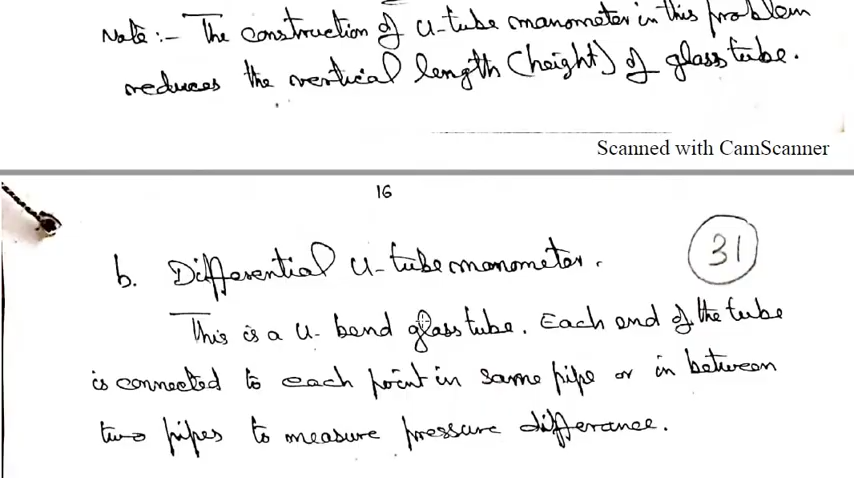 Note :- The construction of U-tube manometer in this problem
reduces the vertical length (height) of glass tube.
Scanned with CamScanner
16
b. Differential U-tube manometer.
31
This is a U-bend glass tube. Each end of the tube
is connected to each point in same pipe or in between
two pipes to measure pressure difference.